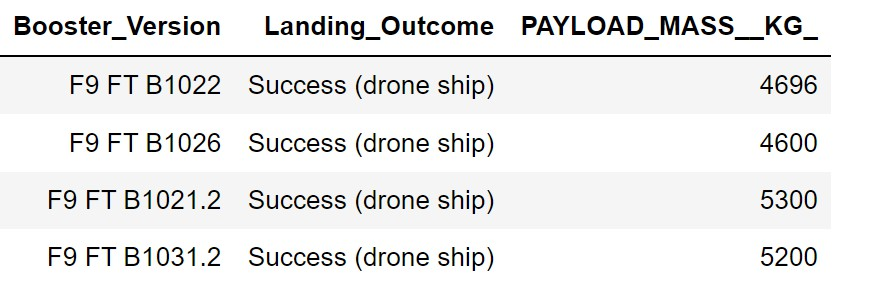 Booster_Version Landing_Outcome PAYLOAD_MASS__KG_
F9 FT B1022 Success (drone ship) 4696
F9 FT B1026 Success (drone ship) 4600
F9 FT B1021.2 Success (drone ship) 5300
F9 FT B1031.2 Success (drone ship) 5200